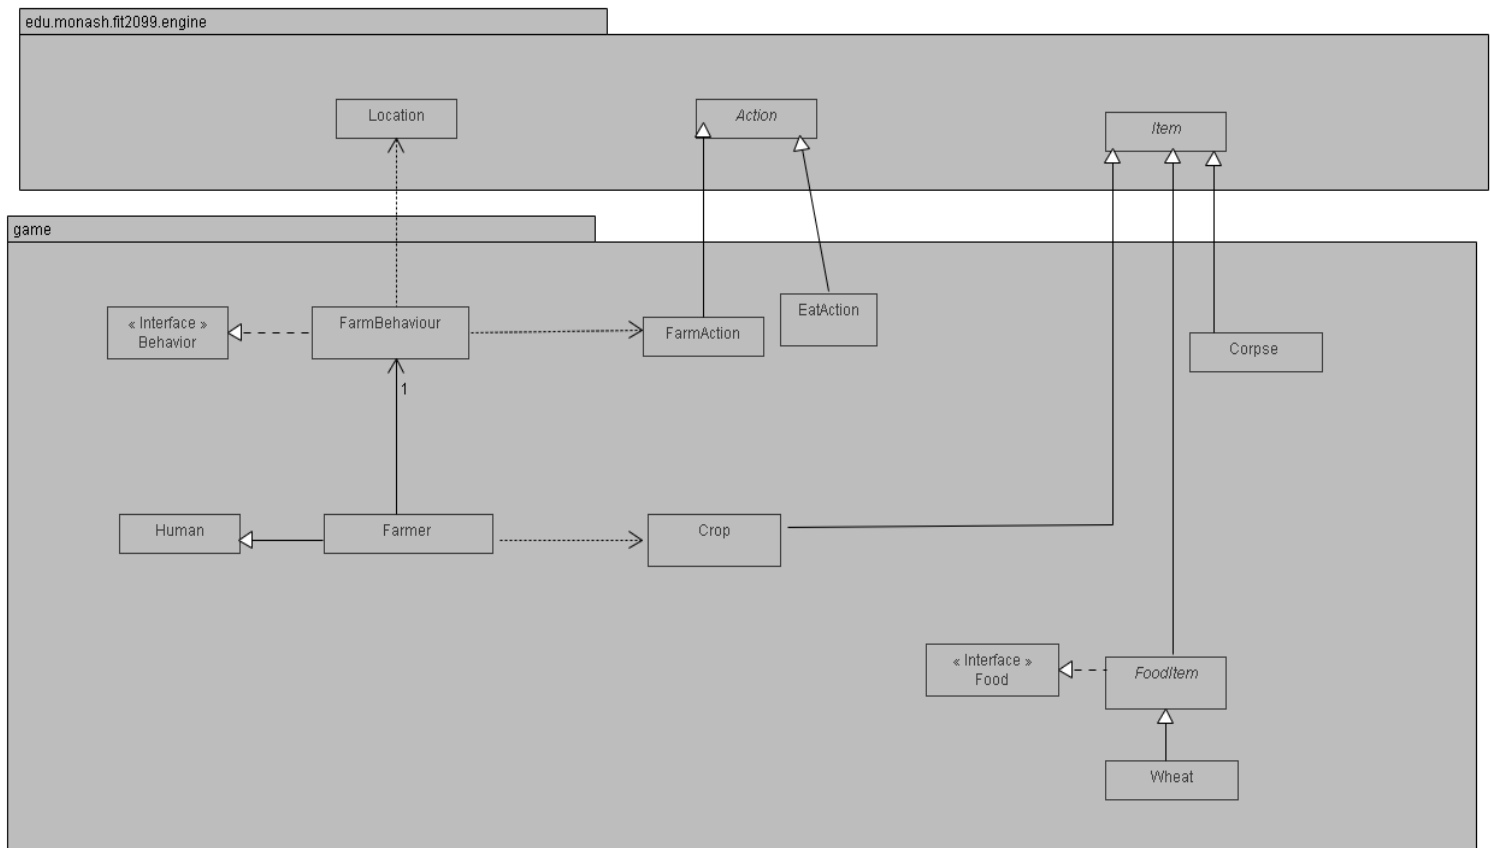 edu.monash.fit2099.engine
Location
Action
Item
game
« Interface »
Behavior
FarmBehaviour
FarmAction
EatAction
Corpse
1
Human
Farmer
Crop
« Interface »
Food
FoodItem
Wheat